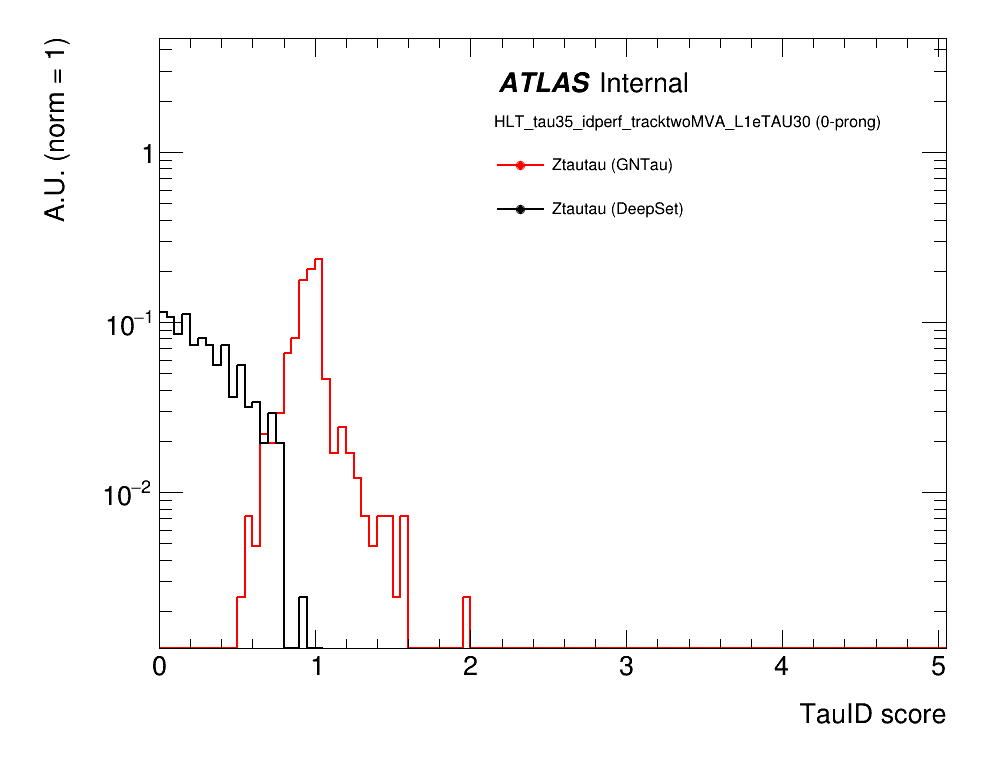 A.U. (norm = 1)
ATLAS Internal
HLT_tau35_idperf_tracktwoMVA_L1eTAU30 (0-prong)
Ztautau (GNTau)
Ztautau (DeepSet)
1
10⁻¹
10⁻²
0 1 2 3 4 5
TauID score